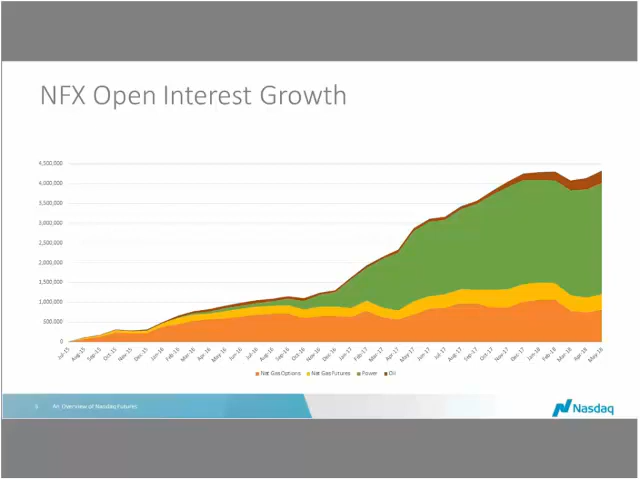 NFX Open Interest Growth
4,500,000
4,000,000
3,500,000
3,000,000
2,500,000
2,000,000
1,500,000
1,000,000
500,000
0
Jul-15 Aug-15 Sep-15 Oct-15 Nov-15 Dec-15 Jan-16 Feb-16 Mar-16 Apr-16 May-16 Jun-16 Jul-16 Aug-16 Sep-16 Oct-16 Nov-16 Dec-16 Jan-17 Feb-17 Mar-17 Apr-17 May-17 Jun-17 Jul-17 Aug-17 Sep-17 Oct-17 Nov-17 Dec-17 Jan-18 Feb-18 Mar-18 Apr-18 May-18
Nat Gas Options Nat Gas Futures Power Oil
An Overview of Nasdaq Futures
Nasdaq